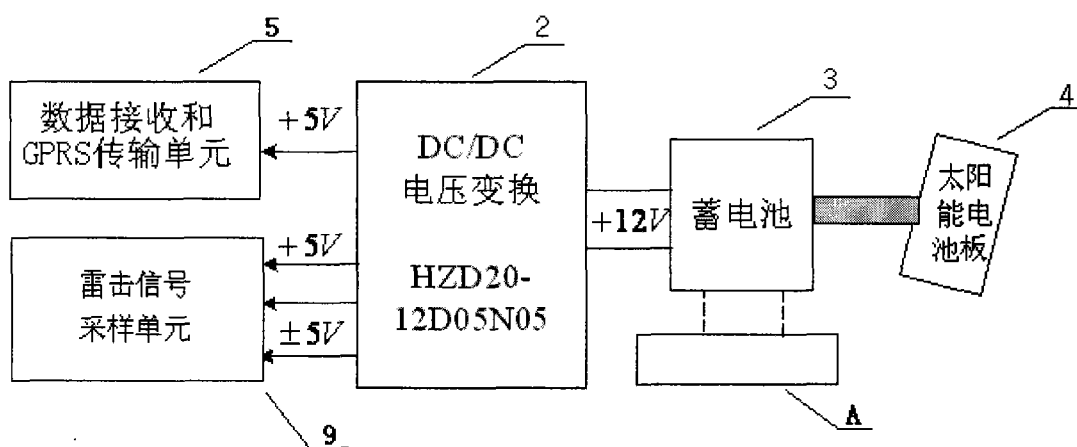 5
2
3
4
数据接收和
GPRS传输单元
+5V
DC/DC
电压变换
HZD20-
12D05N05
+12V
蓄电池
太阳
能电
池板
雷击信号
采样单元
+5V
±5V
9
A